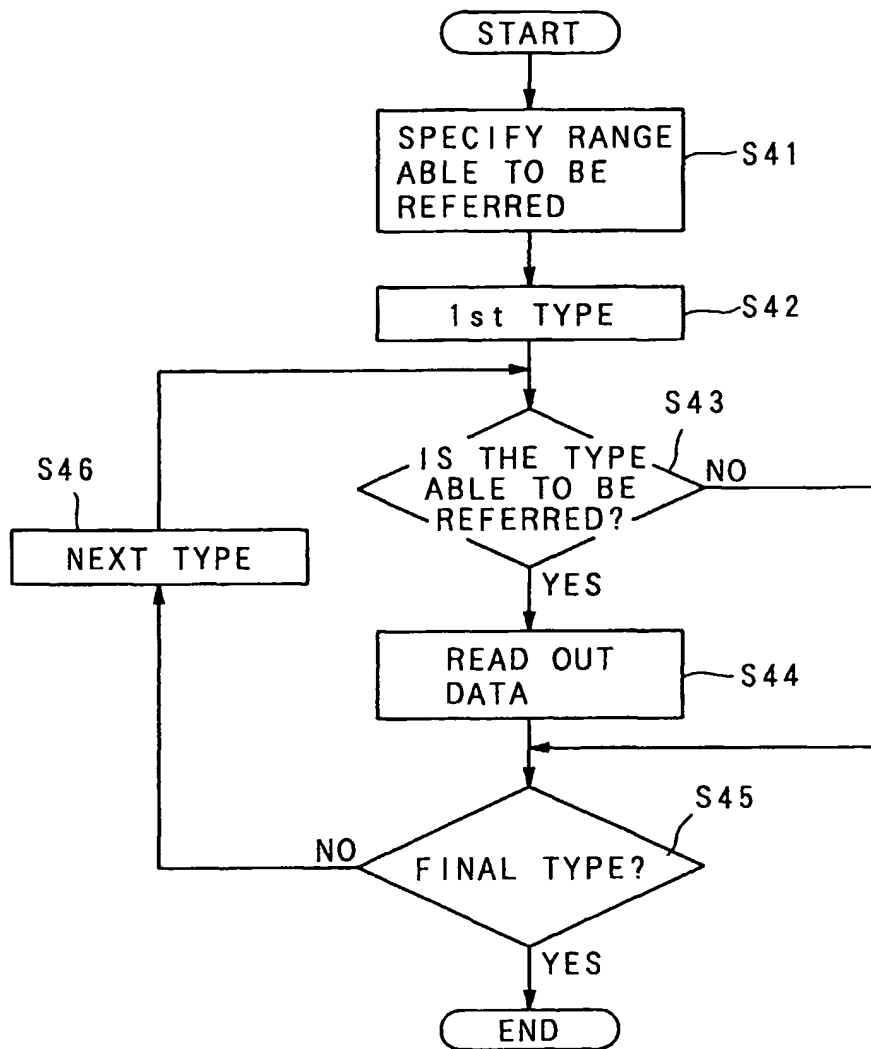 START
SPECIFY RANGE
ABLE TO BE
REFERRED
S41
1st TYPE
S42
S43
IS THE TYPE
ABLE TO BE
REFERRED?
NO
S46
NEXT TYPE
YES
READ OUT
DATA
S44
S45
NO
FINAL TYPE?
YES
END